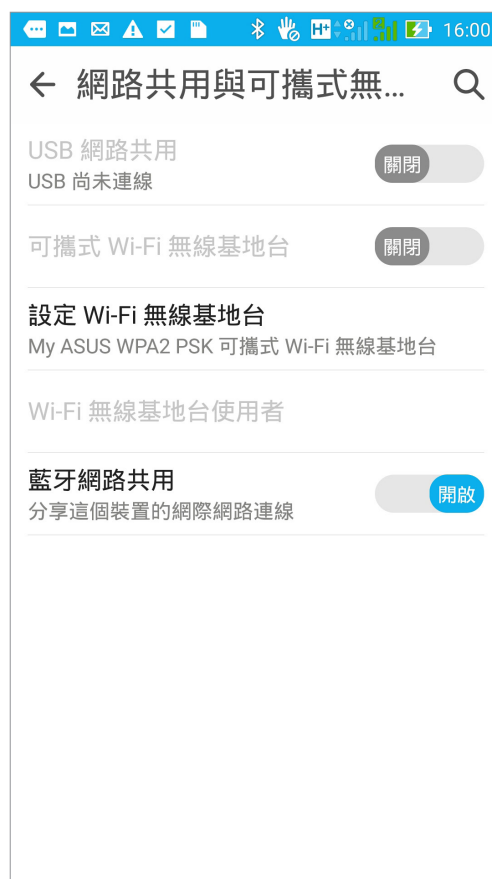 16:00
網路共用與可攜式無...
USB 網路共用
關閉
USB 尚未連線
可攜式 Wi-Fi 無線基地台
關閉
設定 Wi-Fi 無線基地台
My ASUS WPA2 PSK 可攜式 Wi-Fi 無線基地台
Wi-Fi 無線基地台使用者
藍牙網路共用
開啟
分享這個裝置的網際網路連線